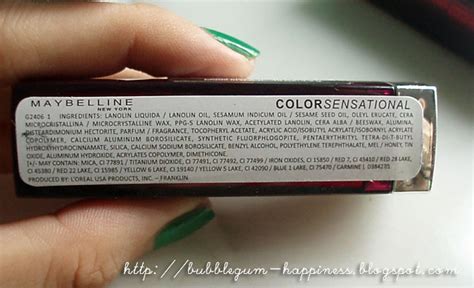 MAYBELLINE
NEW YORK
COLORSENSATIONAL
G2406 1 INGREDIENTS: LANOLIN LIQUIDA / LANOLIN OIL, SESAMUM INDICUM OIL / SESAME SEED OIL, OLEYL ERUCATE, CERA
MICROCRISTALLINA / MICROCRYSTALLINE WAX, PPG-5 LANOLIN WAX, ACETYLATED LANOLIN, CERA ALBA / BEESWAX, ALUMINA,
DISTEARDIMONIUM HECTORITE, PARFUM / FRAGRANCE, TOCOPHERYL ACETATE, ACRYLIC ACID/ISOBUTYL ACRYLATE/ISOBORNYL ACRYLATE
COPOLYMER, CALCIUM ALUMINUM BOROSILICATE, SYNTHETIC FLUORPHLOGOPITE, PENTAERYTHRITYL TETRA-DI-T-BUTYL
HYDROXYHYDROCINNAMATE, SILICA, CALCIUM SODIUM BOROSILICATE, BENZYL ALCOHOL, POLYETHYLENE TEREPHTHALATE, MEL / HONEY, TIN
OXIDE, ALUMINUM HYDROXIDE, ACRYLATES COPOLYMER, DIMETHICONE.
[+/- MAY CONTAIN: MICA, CI 77891 / TITANIUM DIOXIDE, CI 77491, CI 77492, CI 77499 / IRON OXIDES, CI 15850 / RED 7, CI 45410 / RED 28 LAKE,
CI 45380 / RED 22 LAKE, CI 15985 / YELLOW 6 LAKE, CI 19140 / YELLOW 5 LAKE, CI 42090 / BLUE 1 LAKE, CI 75470 / CARMINE]
PRODUCED BY: L'OREAL USA PRODUCTS, INC. - FRANKLIN
http://bubblegum-happiness.blogspot.com